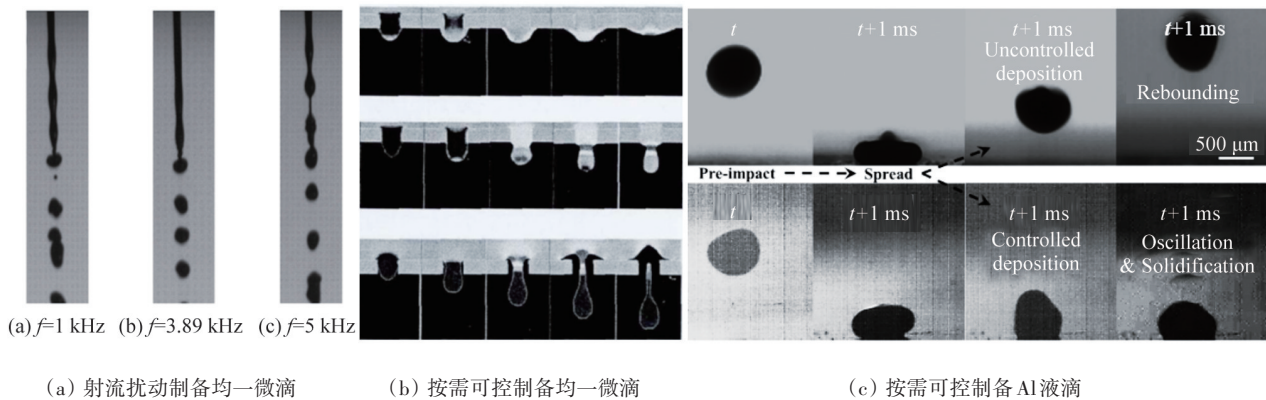 t
t+1 ms
t+1 ms
t+1 ms
Uncontrolled
deposition
Rebounding
500 μm
Pre-impact
Spread
t
t+1 ms
t+1 ms
t+1 ms
Controlled
deposition
Oscillation
& Solidification
(a) f=1 kHz
(b) f=3.89 kHz
(c) f=5 kHz
(a) 射流扰动制备均一微滴
(b) 按需可控制备均一微滴
(c) 按需可控制备Al液滴